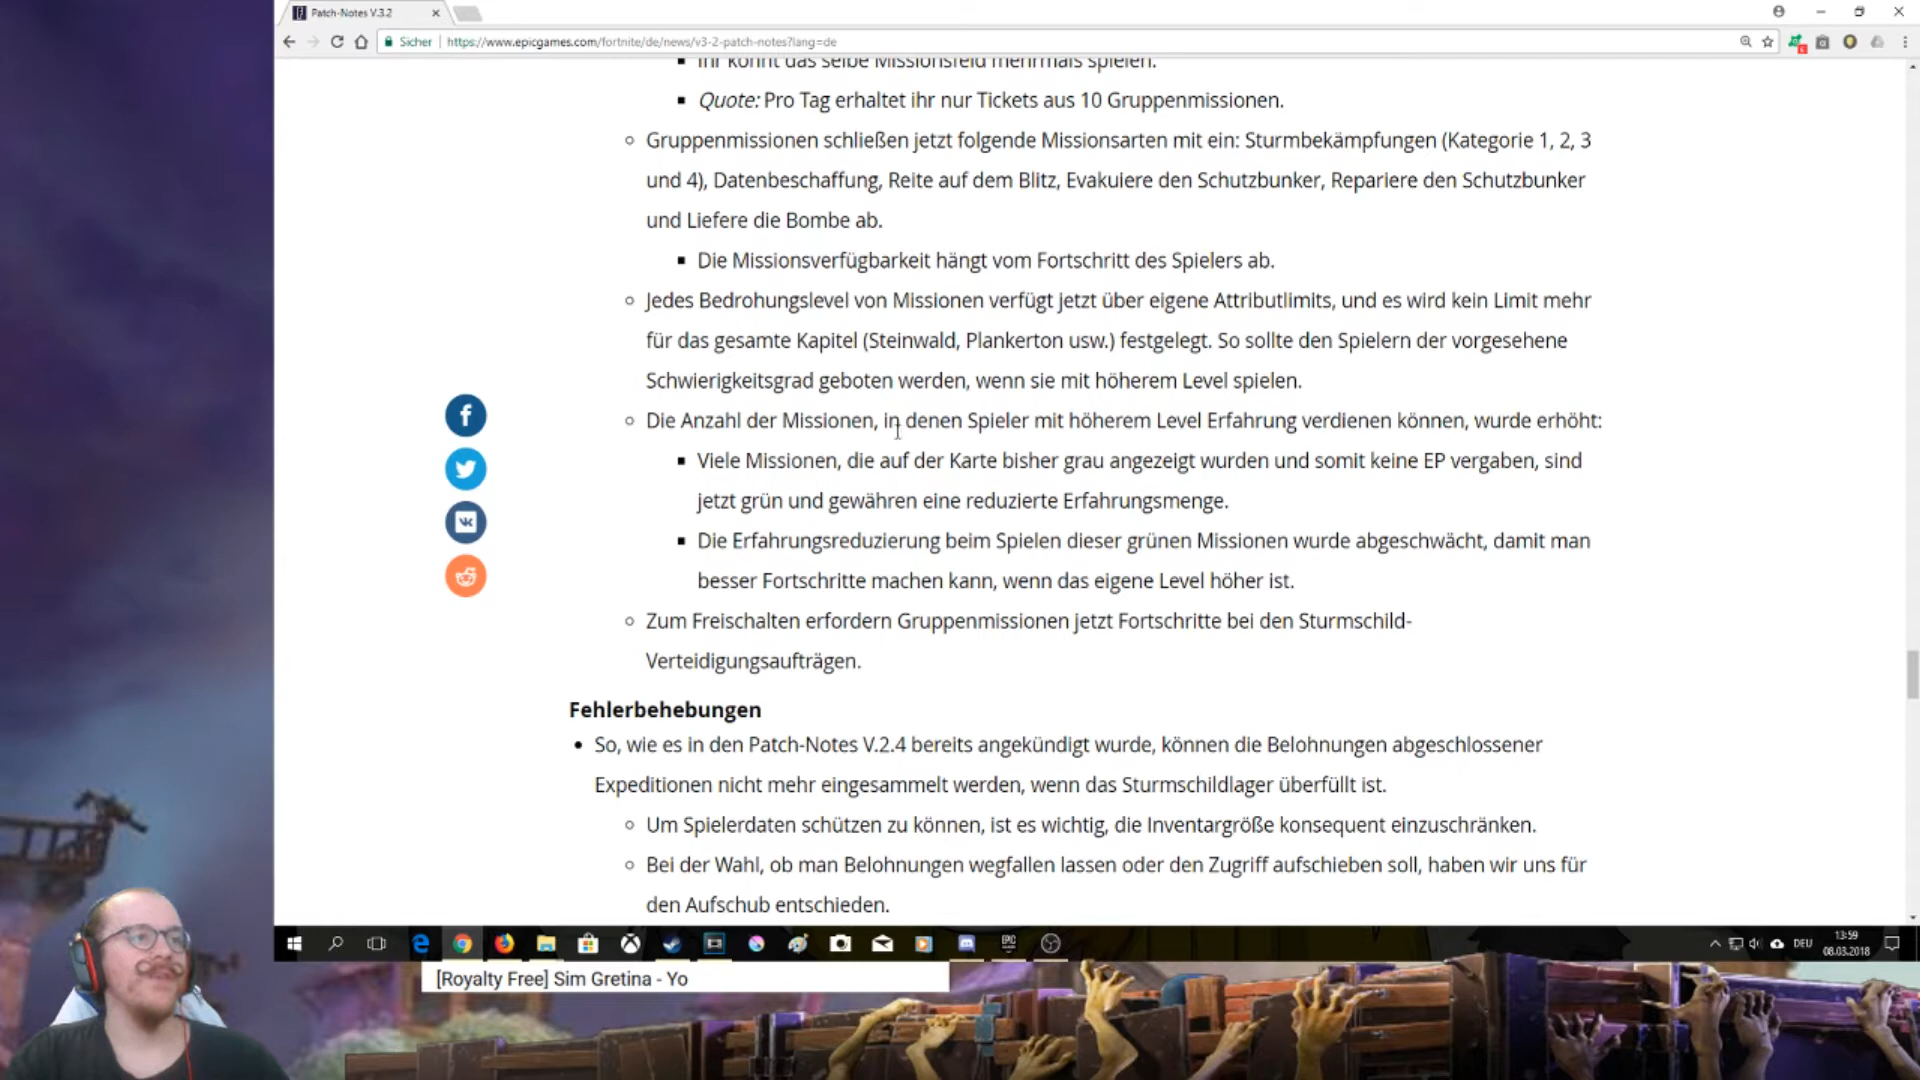 Patch-Notes V.3.2
Sicher https://www.epicgames.com/fortnite/de/news/v3-2-patch-notes?lang=de
Ihr könnt das selbe Missionsfeld mehrmals spielen.
Quote: Pro Tag erhaltet ihr nur Tickets aus 10 Gruppenmissionen.
Gruppenmissionen schließen jetzt folgende Missionsarten mit ein: Sturmbekämpfungen (Kategorie 1, 2, 3
und 4), Datenbeschaffung, Reite auf dem Blitz, Evakuiere den Schutzbunker, Repariere den Schutzbunker
und Liefere die Bombe ab.
Die Missionsverfügbarkeit hängt vom Fortschritt des Spielers ab.
Jedes Bedrohungslevel von Missionen verfügt jetzt über eigene Attributlimits, und es wird kein Limit mehr
für das gesamte Kapitel (Steinwald, Plankerton usw.) festgelegt. So sollte den Spielern der vorgesehene
Schwierigkeitsgrad geboten werden, wenn sie mit höherem Level spielen.
Die Anzahl der Missionen, in denen Spieler mit höherem Level Erfahrung verdienen können, wurde erhöht:
Viele Missionen, die auf der Karte bisher grau angezeigt wurden und somit keine EP vergaben, sind
jetzt grün und gewähren eine reduzierte Erfahrungsmenge.
Die Erfahrungsreduzierung beim Spielen dieser grünen Missionen wurde abgeschwächt, damit man
besser Fortschritte machen kann, wenn das eigene Level höher ist.
Zum Freischalten erfordern Gruppenmissionen jetzt Fortschritte bei den Sturmschild-
Verteidigungsaufträgen.
Fehlerbehebungen
So, wie es in den Patch-Notes V.2.4 bereits angekündigt wurde, können die Belohnungen abgeschlossener
Expeditionen nicht mehr eingesammelt werden, wenn das Sturmschildlager überfüllt ist.
Um Spielerdaten schützen zu können, ist es wichtig, die Inventargröße konsequent einzuschränken.
Bei der Wahl, ob man Belohnungen wegfallen lassen oder den Zugriff aufschieben soll, haben wir uns für
den Aufschub entschieden.
EPIC
DEU
13:59
08.03.2018
[Royalty Free] Sim Gretina - Yo